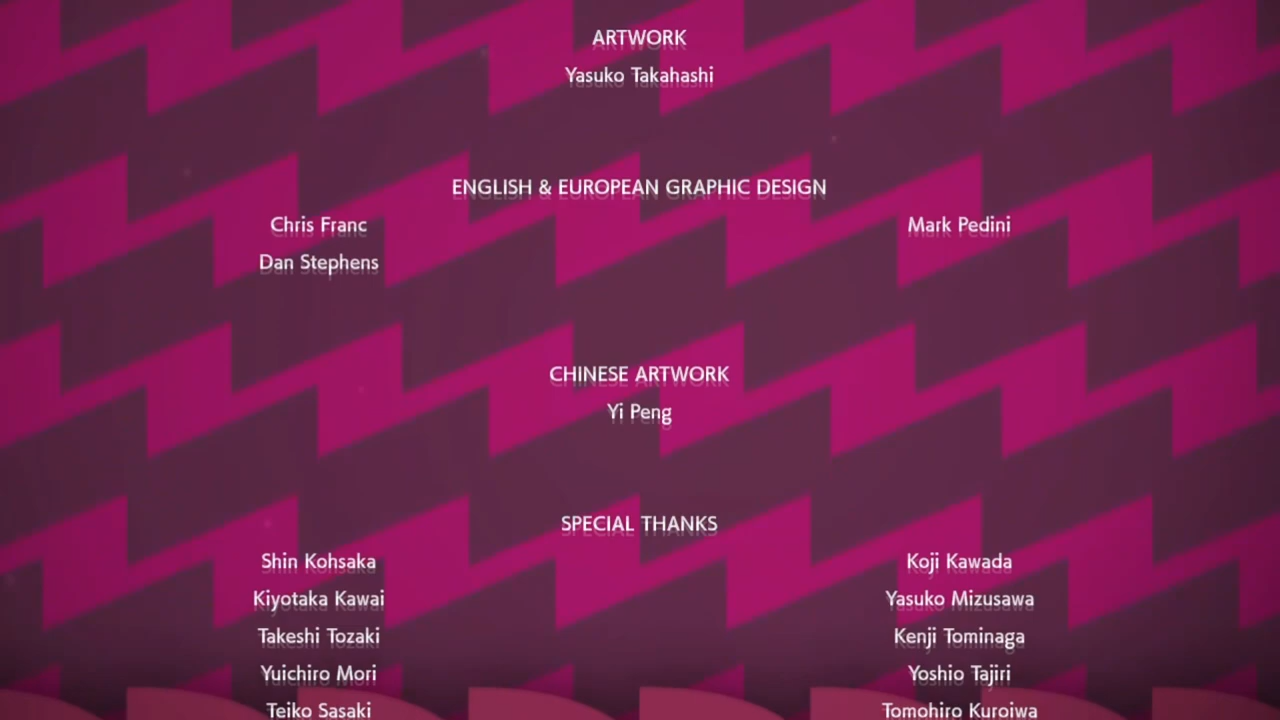 ARTWORK
Yasuko Takahashi
ENGLISH & EUROPEAN GRAPHIC DESIGN
Chris Franc Mark Pedini
Dan Stephens
CHINESE ARTWORK
Yi Peng
SPECIAL THANKS
Shin Kohsaka Koji Kawada
Kiyotaka Kawai Yasuko Mizusawa
Takeshi Tozaki Kenji Tominaga
Yuichiro Mori Yoshio Tajiri
Teiko Sasaki Tomohiro Kuroiwa